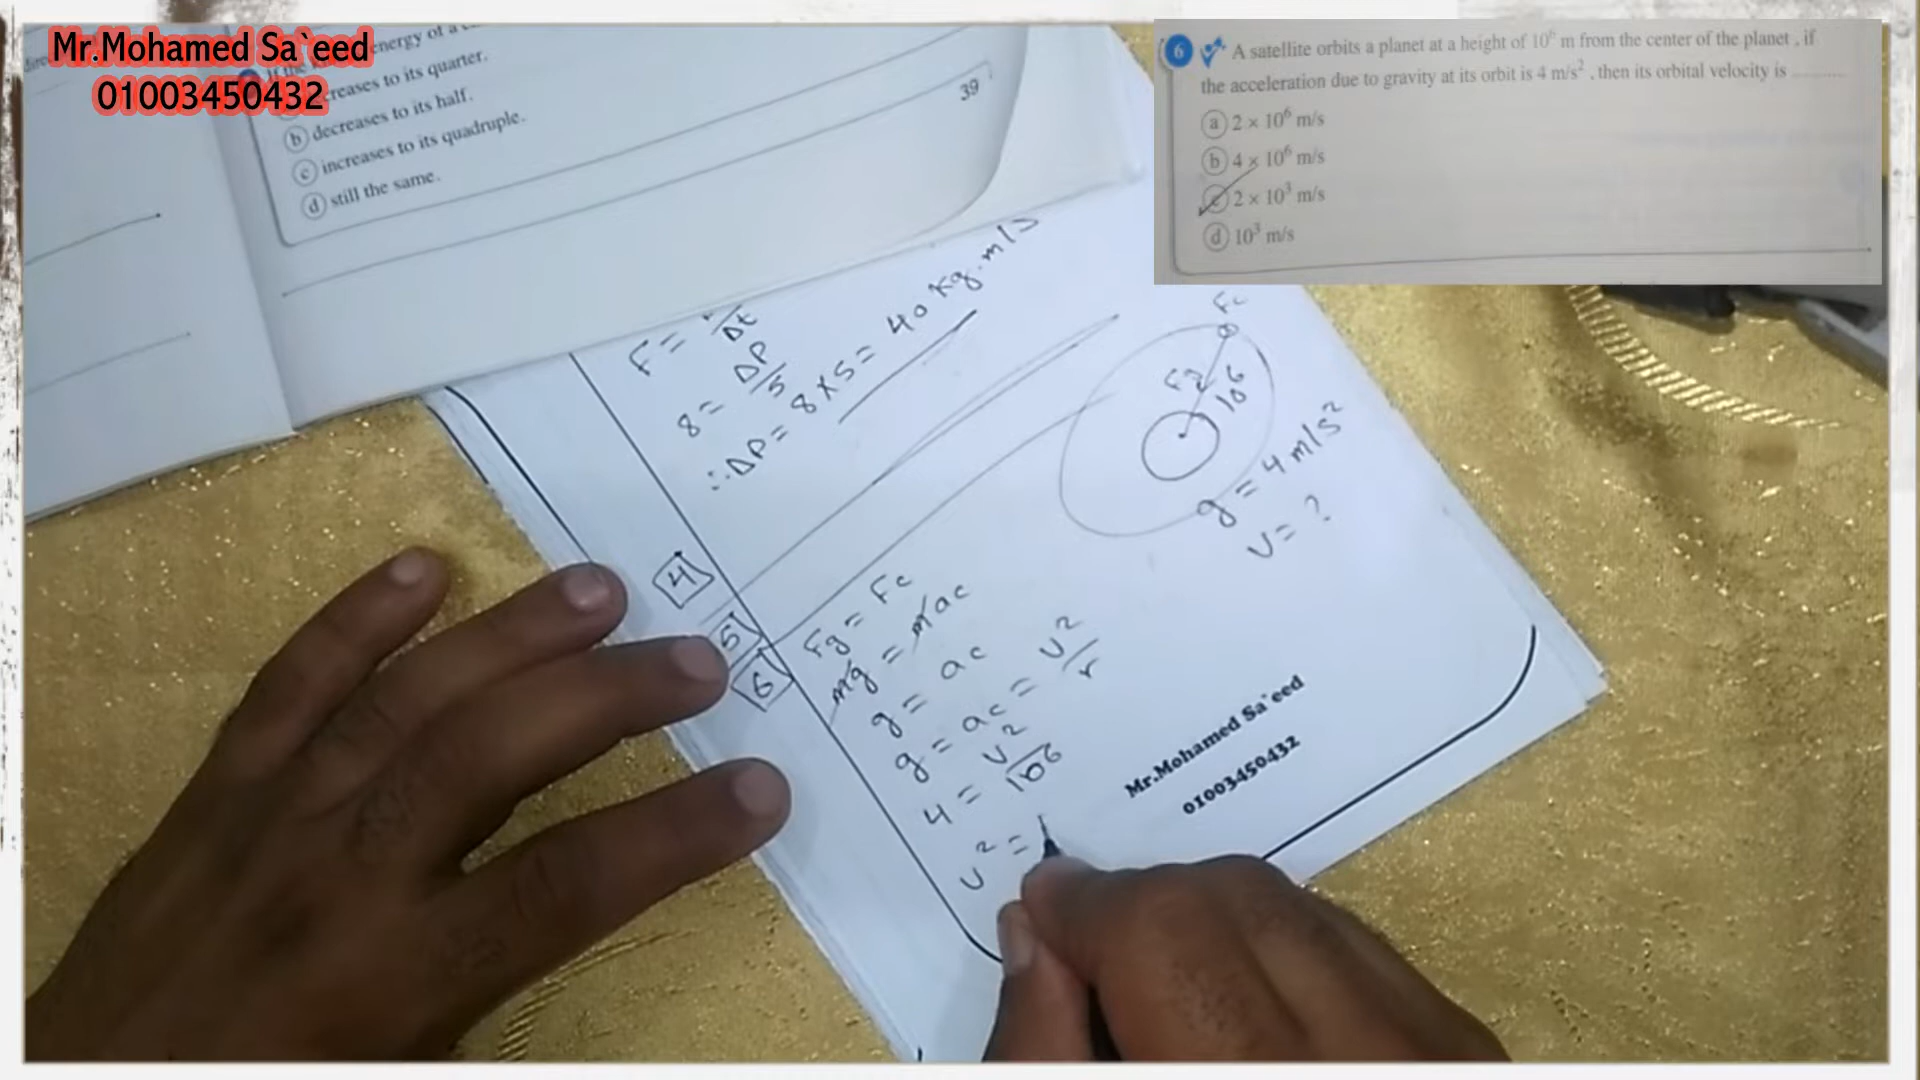 Mr.Mohamed Sa`eed
01003450432
energy of a
creases to its quarter.
b decreases to its half.
c increases to its quadruple.
d still the same.
39
6 A satellite orbits a planet at a height of 10⁶ m from the center of the planet , if
the acceleration due to gravity at its orbit is 4 m/s² , then its orbital velocity is ..........
a 2 × 10⁶ m/s
b 4 × 10⁶ m/s
c 2 × 10³ m/s
d 10³ m/s
F = /Δt
8 = ΔP/5
∴ΔP = 8 × 5 = 40 Kg.m/s
Fc
Fg
10⁶
g = 4 m/s²
v = ?
4
5
6
Fg = Fc
mg = mac
g = ac
g = ac = v²/r
4 = v²/10⁶
v² =
Mr.Mohamed Sa`eed
01003450432